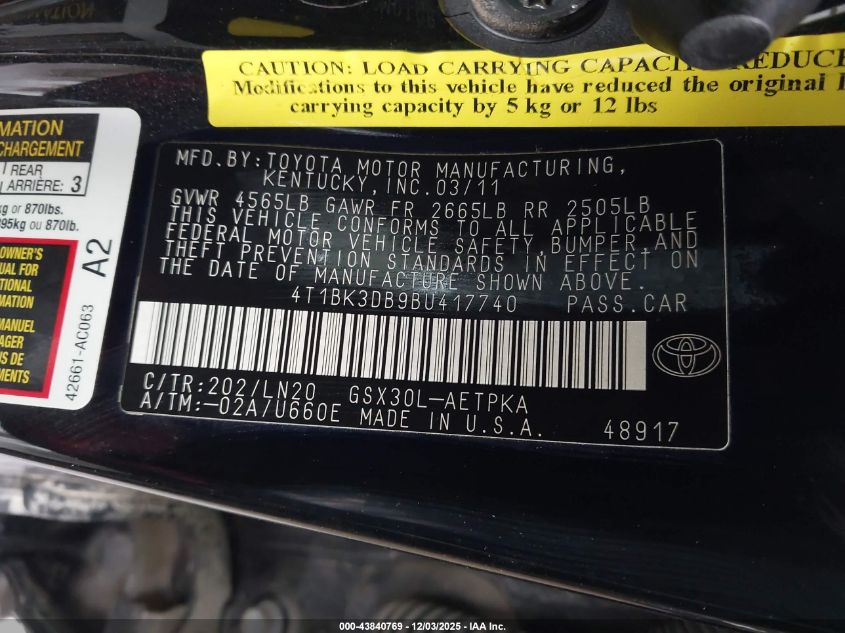 CAUTION: LOAD CARRYING CAPACITY REDUCE
Modifications to this vehicle have reduced the original
carrying capacity by 5 kg or 12 lbs
MATION
CHARGEMENT
REAR
ARRIÈRE: 3
kg or 870lbs.
395kg ou 870lb.
OWNER'S
UAL FOR
TIONAL
MATION
MANUEL
AGER
US DE
MENTS
A2
42661-AC063
MFD.BY:TOYOTA MOTOR MANUFACTURING,
KENTUCKY,INC.03/11
GVWR 4565LB GAWR FR 2665LB RR 2505LB
THIS VEHICLE CONFORMS TO ALL APPLICABLE
FEDERAL MOTOR VEHICLE SAFETY,BUMPER,AND
THEFT PREVENTION STANDARDS IN EFFECT ON
THE DATE OF MANUFACTURE SHOWN ABOVE.
4T1BK3DB9BU417740 PASS.CAR
C/TR:202/LN20 GSX30L-AETPKA
A/TM:-02A/U660E MADE IN U.S.A.
48917
000-43840769 - 12/03/2025 - IAA Inc.